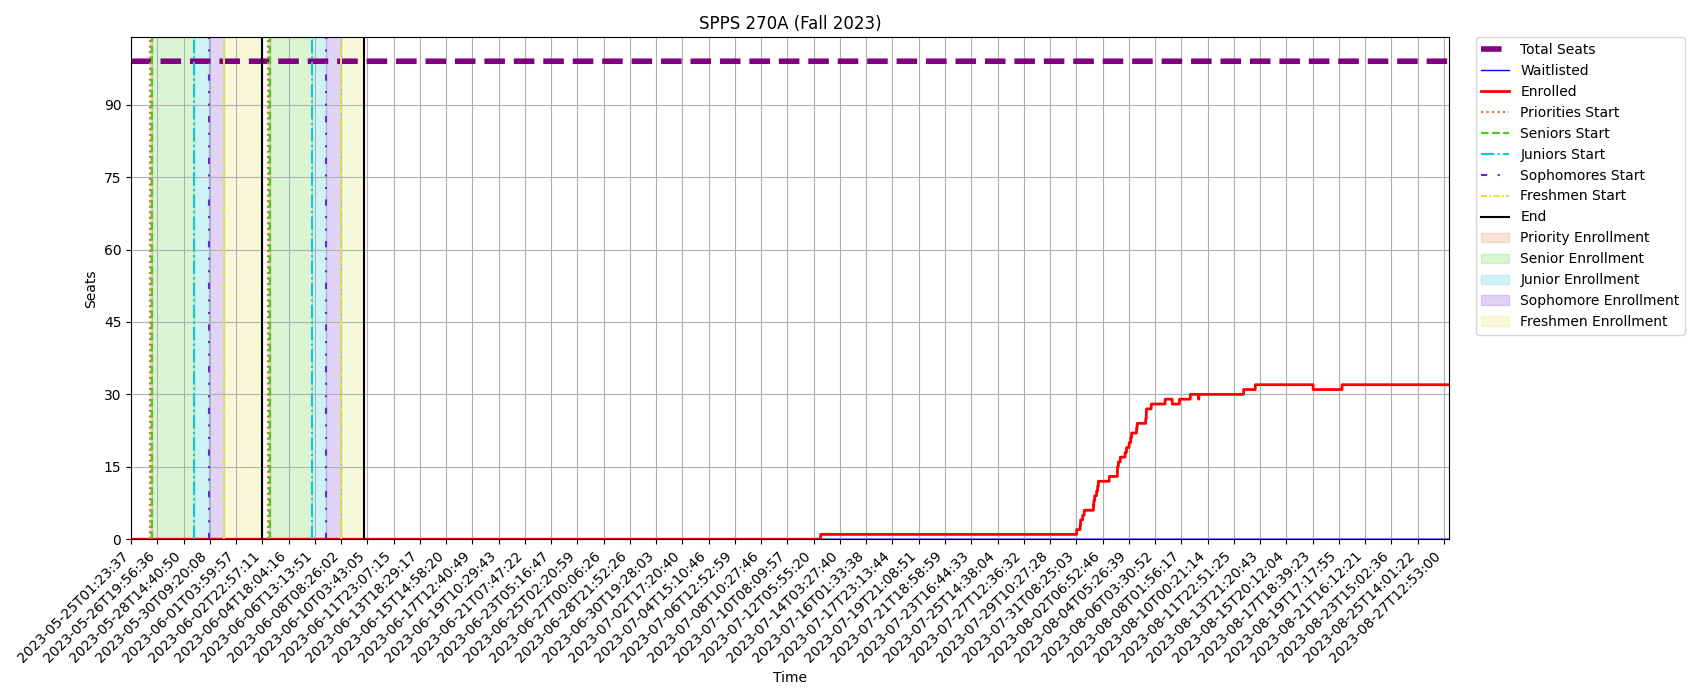 SPPS 270A (Fall 2023)
Total Seats
Waitlisted
Enrolled
Priorities Start
Seniors Start
Juniors Start
Sophomores Start
Freshmen Start
End
Priority Enrollment
Senior Enrollment
Junior Enrollment
Sophomore Enrollment
Freshmen Enrollment
Seats
90
75
60
45
30
15
0
2023-05-25T01:23:37
2023-05-26T19:56:36
2023-05-28T14:40:50
2023-05-30T09:20:08
2023-06-01T03:59:57
2023-06-02T22:57:11
2023-06-04T18:04:16
2023-06-06T13:13:51
2023-06-08T08:26:02
2023-06-10T03:43:05
2023-06-11T23:07:15
2023-06-13T18:29:17
2023-06-15T14:58:20
2023-06-17T12:40:49
2023-06-19T10:29:43
2023-06-21T07:47:22
2023-06-23T05:16:47
2023-06-25T02:20:59
2023-06-27T00:06:26
2023-06-28T21:52:26
2023-06-30T19:28:03
2023-07-02T17:20:40
2023-07-04T15:10:46
2023-07-06T12:52:59
2023-07-08T10:27:46
2023-07-10T08:09:57
2023-07-12T05:55:20
2023-07-14T03:27:40
2023-07-16T01:33:38
2023-07-17T23:13:44
2023-07-19T21:08:51
2023-07-21T18:58:59
2023-07-23T16:44:33
2023-07-25T14:38:04
2023-07-27T12:36:32
2023-07-29T10:27:28
2023-07-31T08:25:03
2023-08-02T06:52:46
2023-08-04T05:26:39
2023-08-06T03:30:52
2023-08-08T01:56:17
2023-08-10T00:21:14
2023-08-11T22:51:25
2023-08-13T21:20:43
2023-08-15T20:12:04
2023-08-17T18:39:23
2023-08-19T17:17:55
2023-08-21T16:12:21
2023-08-23T15:02:36
2023-08-25T14:01:22
2023-08-27T12:53:00
Time